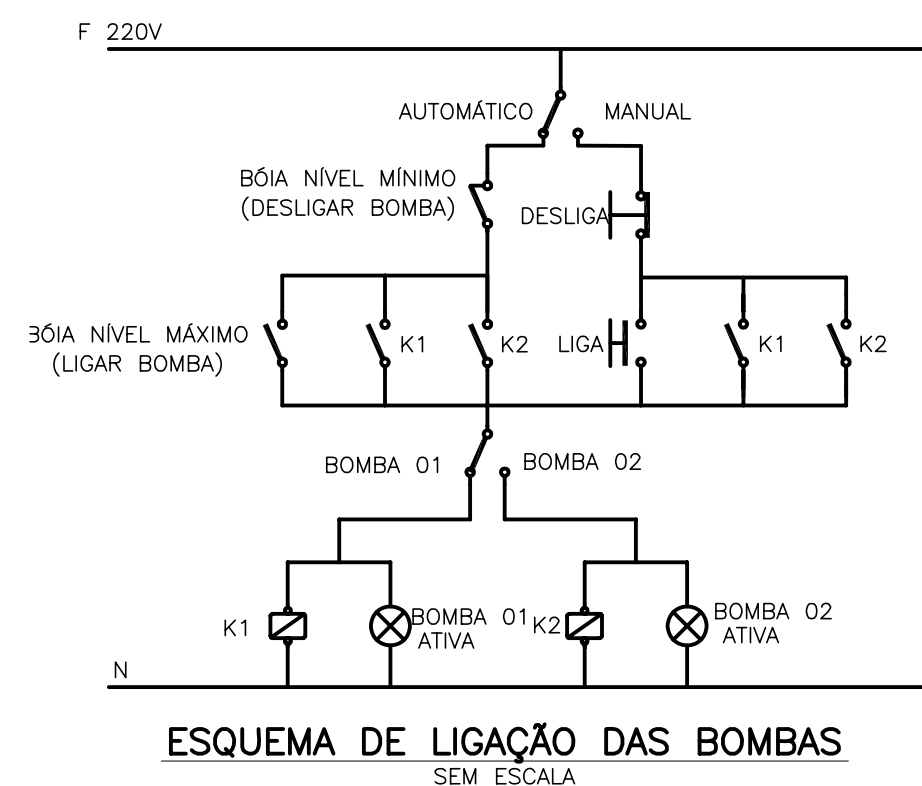 F 220V
AUTOMÁTICO
MANUAL
BÓIA NÍVEL MÍNIMO
(DESLIGAR BOMBA)
DESLIGA
BÓIA NÍVEL MÁXIMO
(LIGAR BOMBA)
K1
K2
LIGA
K1
K2
BOMBA 01
BOMBA 02
K1
BOMBA 01
ATIVA
K2
BOMBA 02
ATIVA
N
ESQUEMA DE LIGAÇÃO DAS BOMBAS
SEM ESCALA